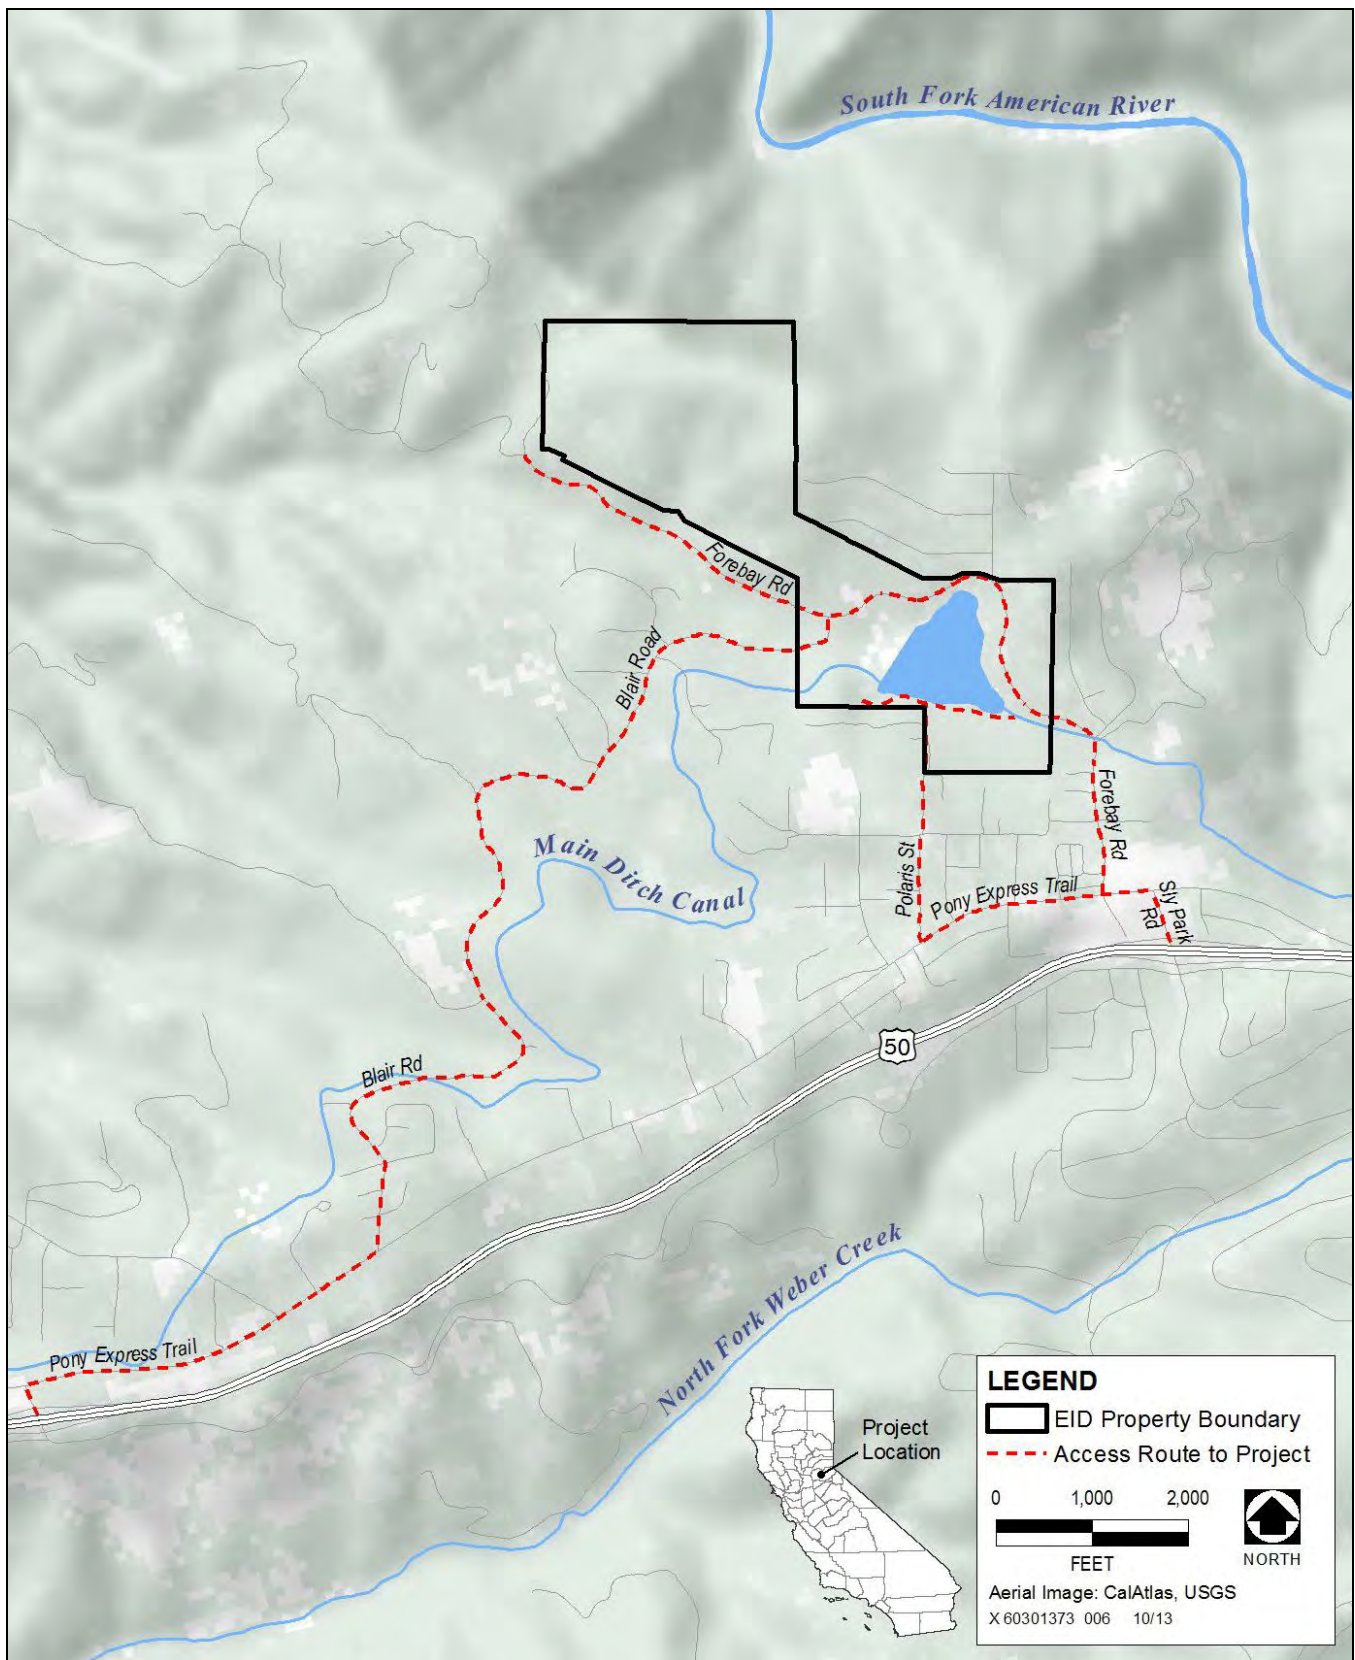 South Fork American River
Forebay Rd
Blair Road
Main Ditch Canal
Polaris St
Pony Express Trail
Forebay Rd
Sly Park
Rd
50
Blair Rd
Pony Express Trail
North Fork Weber Creek
Project
Location
LEGEND
EID Property Boundary
Access Route to Project
0 1,000 2,000
FEET
NORTH
Aerial Image: CalAtlas, USGS
X 60301373 006 10/13